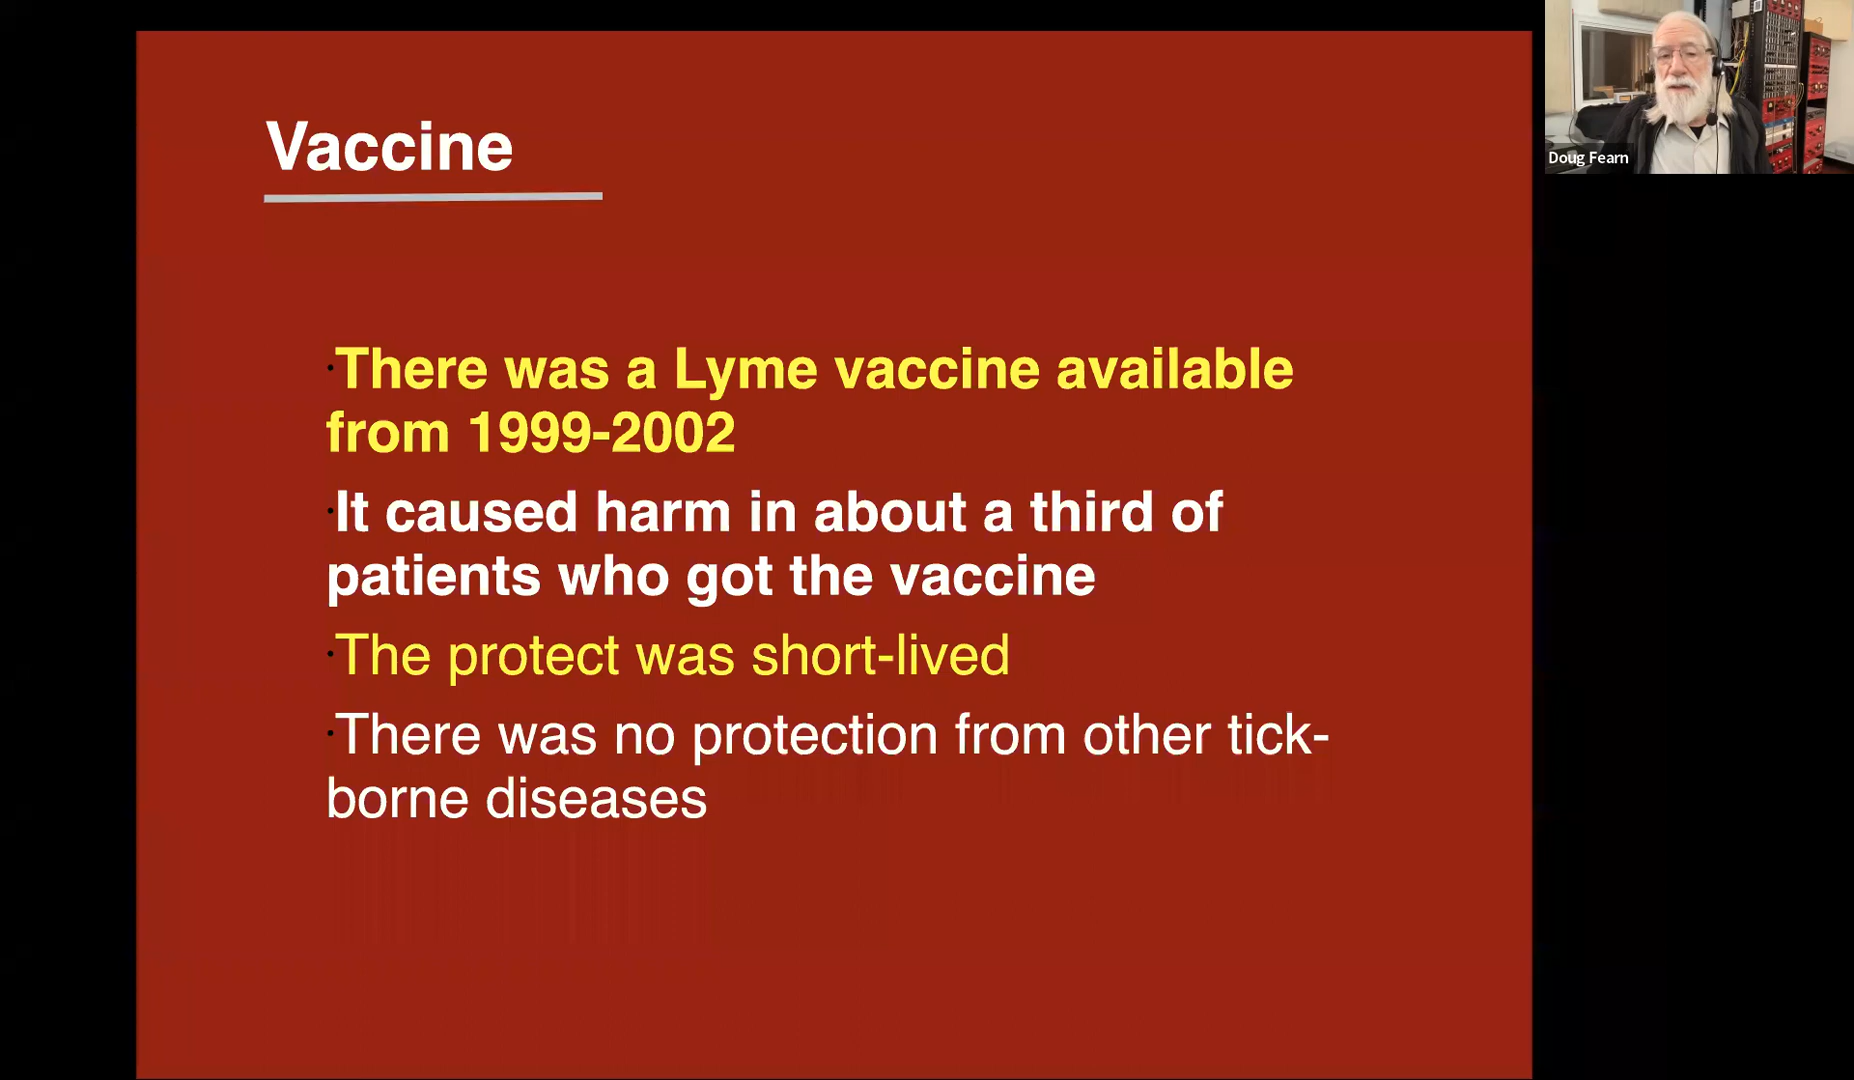 Vaccine
·There was a Lyme vaccine available
from 1999-2002
·It caused harm in about a third of
patients who got the vaccine
·The protect was short-lived
·There was no protection from other tick-
borne diseases
Doug Fearn